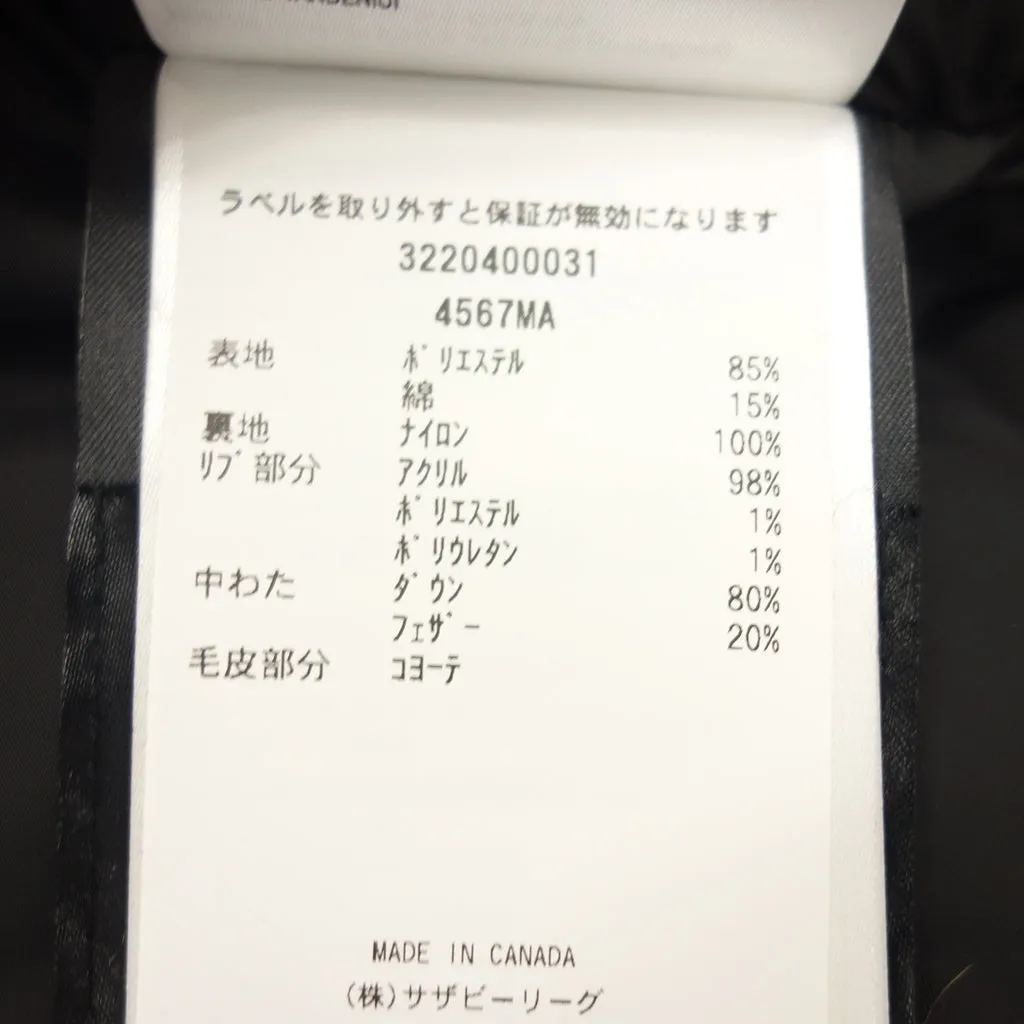 ラベルを取り外すと保証が無効になります
3220400031
4567MA
表地 ﾎﾟﾘｴｽﾃﾙ 85%
綿 15%
裏地 ﾅｲﾛﾝ 100%
ﾘﾌﾞ部分 ｱｸﾘﾙ 98%
ﾎﾟﾘｴｽﾃﾙ 1%
ﾎﾟﾘｳﾚﾀﾝ 1%
中わた ﾀﾞｳﾝ 80%
ﾌｪｻﾞｰ 20%
毛皮部分 ｺﾖｰﾃ
MADE IN CANADA
(株)サザビーリーグ